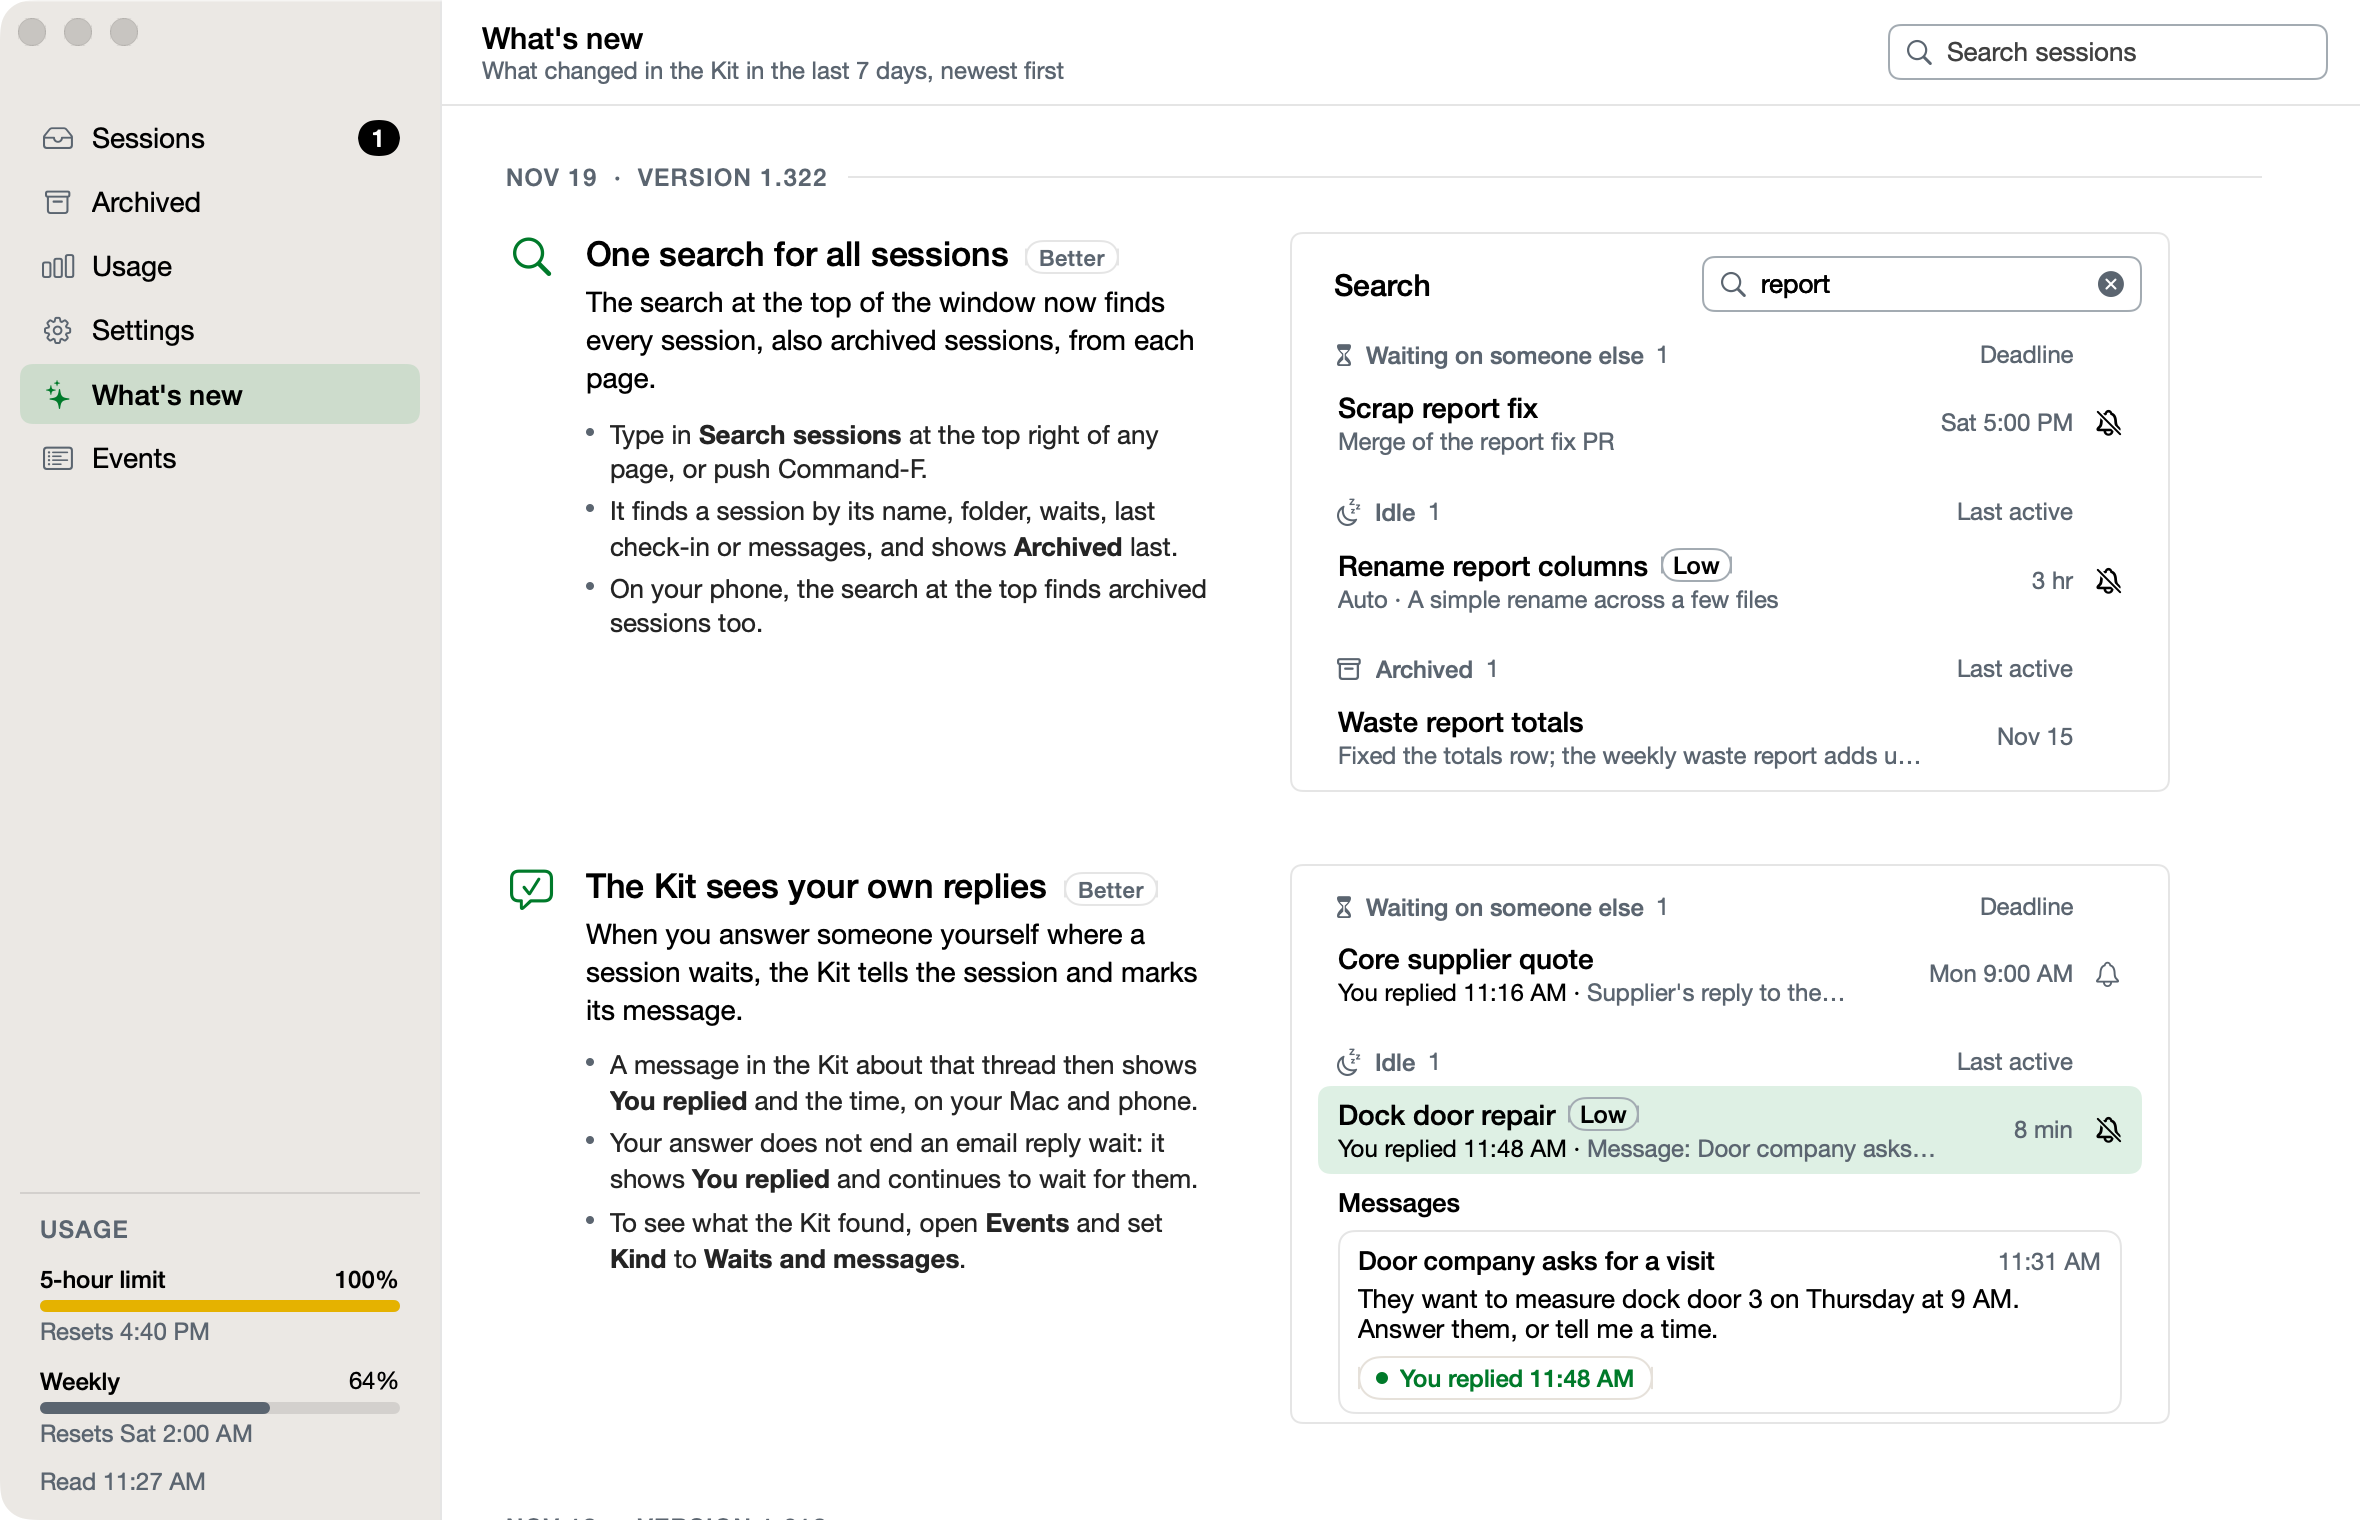 What's new
What changed in the Kit in the last 7 days, newest first
Search sessions
Sessions
1
Archived
Usage
Settings
What's new
Events
USAGE
5-hour limit
100%
Resets 4:40 PM
Weekly
64%
Resets Sat 2:00 AM
Read 11:27 AM
NOV 19 · VERSION 1.322
One search for all sessions
Better
The search at the top of the window now finds
every session, also archived sessions, from each
page.
• Type in Search sessions at the top right of any
page, or push Command-F.
• It finds a session by its name, folder, waits, last
check-in or messages, and shows Archived last.
• On your phone, the search at the top finds archived
sessions too.
Search
report
Waiting on someone else 1
Deadline
Scrap report fix
Merge of the report fix PR
Sat 5:00 PM
Idle 1
Last active
Rename report columns
Low
Auto · A simple rename across a few files
3 hr
Archived 1
Last active
Waste report totals
Fixed the totals row; the weekly waste report adds u…
Nov 15
The Kit sees your own replies
Better
When you answer someone yourself where a
session waits, the Kit tells the session and marks
its message.
• A message in the Kit about that thread then shows
You replied and the time, on your Mac and phone.
• Your answer does not end an email reply wait: it
shows You replied and continues to wait for them.
• To see what the Kit found, open Events and set
Kind to Waits and messages.
Waiting on someone else 1
Deadline
Core supplier quote
You replied 11:16 AM · Supplier's reply to the…
Mon 9:00 AM
Idle 1
Last active
Dock door repair
Low
You replied 11:48 AM · Message: Door company asks…
8 min
Messages
Door company asks for a visit
11:31 AM
They want to measure dock door 3 on Thursday at 9 AM.
Answer them, or tell me a time.
You replied 11:48 AM